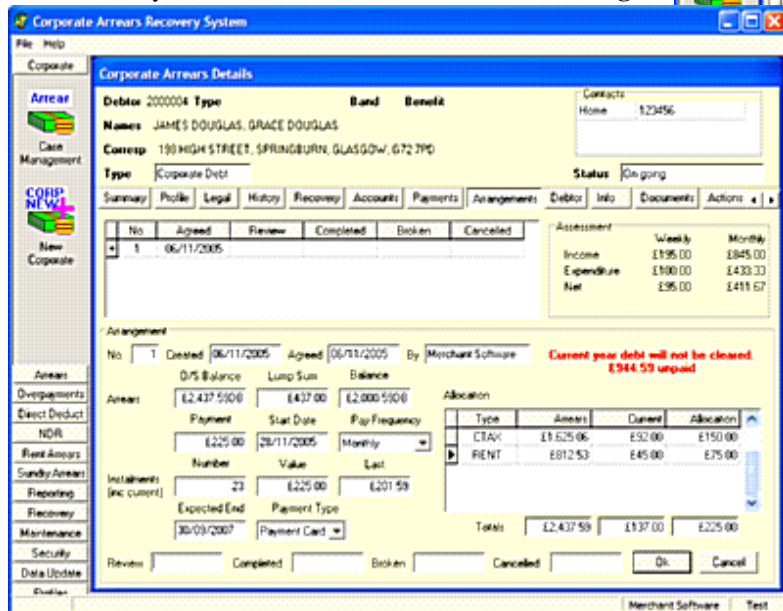 Corporate Arrears Recovery System
File Help
Corporate
Arrear
Case
Management
CORP
NEW
New
Corporate
Arrears
Overpayments
Direct Deduct
NDR
Rent Arrears
Sundry Arrears
Reporting
Recovery
Maintenance
Security
Data Update
Corporate Arrears Details
Debtor 2000004 Type Band Benefit
Names JAMES DOUGLAS, GRACE DOUGLAS
Corresp 190 HIGH STREET, SPRINGBURN, GLASGOW, G72 7PD
Contacts
Home 123456
Type Corporate Debt Status On going
Summary Profile Legal History Recovery Accounts Payments Arrangements Debtor Info Documents Actions
No Agreed Review Completed Broken Cancelled
1 06/11/2005
Assessment
Weekly Monthly
Income £195.00 £845.00
Expenditure £100.00 £433.33
Net £95.00 £411.67
Arrangement
No. 1 Created 06/11/2005 Agreed 06/11/2005 By Merchant Software
Current year debt will not be cleared.
£944.59 unpaid
O/S Balance Lump Sum Balance
Arrears £2,437.5908 £437.00 £2,000.5908
Payment Start Date Pay Frequency
£225.00 28/11/2005 Monthly
Number Value Last
Instalments
(inc current) 23 £225.00 £201.59
Expected End Payment Type
30/09/2007 Payment Card
Allocation
Type Arrears Current Allocation
CTAX £1,625.06 £92.00 £150.00
RENT £812.53 £45.00 £75.00
Totals £2,437.59 £137.00 £225.00
Review Completed Broken Cancelled Ok Cancel
Merchant Software Test